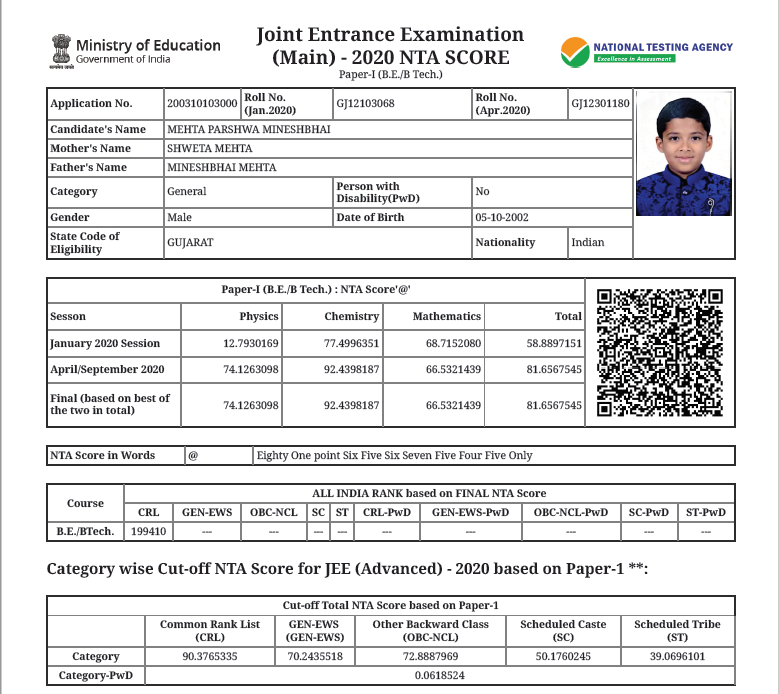 Ministry of Education
Government of India
Joint Entrance Examination
(Main) - 2020 NTA SCORE
Paper-I (B.E./B Tech.)
NATIONAL TESTING AGENCY
Excellence in Assessment
Application No. 200310103000 Roll No. (Jan.2020) GJ12103068 Roll No. (Apr.2020) GJ12301180
Candidate's Name MEHTA PARSHWA MINESHBHAI
Mother's Name SHWETA MEHTA
Father's Name MINESHBHAI MEHTA
Category General Person with Disability(PwD) No
Gender Male Date of Birth 05-10-2002
State Code of Eligibility GUJARAT Nationality Indian
Paper-I (B.E./B Tech.) : NTA Score'@'
Sesson Physics Chemistry Mathematics Total
January 2020 Session 12.7930169 77.4996351 68.7152080 58.8897151
April/September 2020 74.1263098 92.4398187 66.5321439 81.6567545
Final (based on best of the two in total) 74.1263098 92.4398187 66.5321439 81.6567545
NTA Score in Words @ Eighty One point Six Five Six Seven Five Four Five Only
Course ALL INDIA RANK based on FINAL NTA Score
CRL GEN-EWS OBC-NCL SC ST CRL-PwD GEN-EWS-PwD OBC-NCL-PwD SC-PwD ST-PwD
B.E./BTech. 199410 --- --- --- --- --- --- --- --- ---
Category wise Cut-off NTA Score for JEE (Advanced) - 2020 based on Paper-1 **:
Cut-off Total NTA Score based on Paper-1
Common Rank List (CRL) GEN-EWS (GEN-EWS) Other Backward Class (OBC-NCL) Scheduled Caste (SC) Scheduled Tribe (ST)
Category 90.3765335 70.2435518 72.8887969 50.1760245 39.0696101
Category-PwD 0.0618524